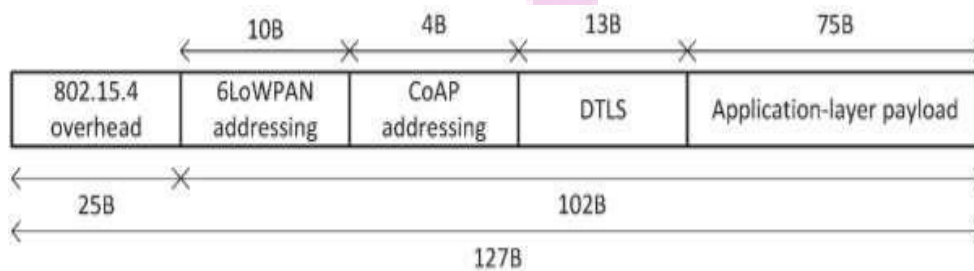 10B 4B 13B 75B
802.15.4 overhead
6LoWPAN addressing
CoAP addressing
DTLS
Application-layer payload
25B 102B
127B